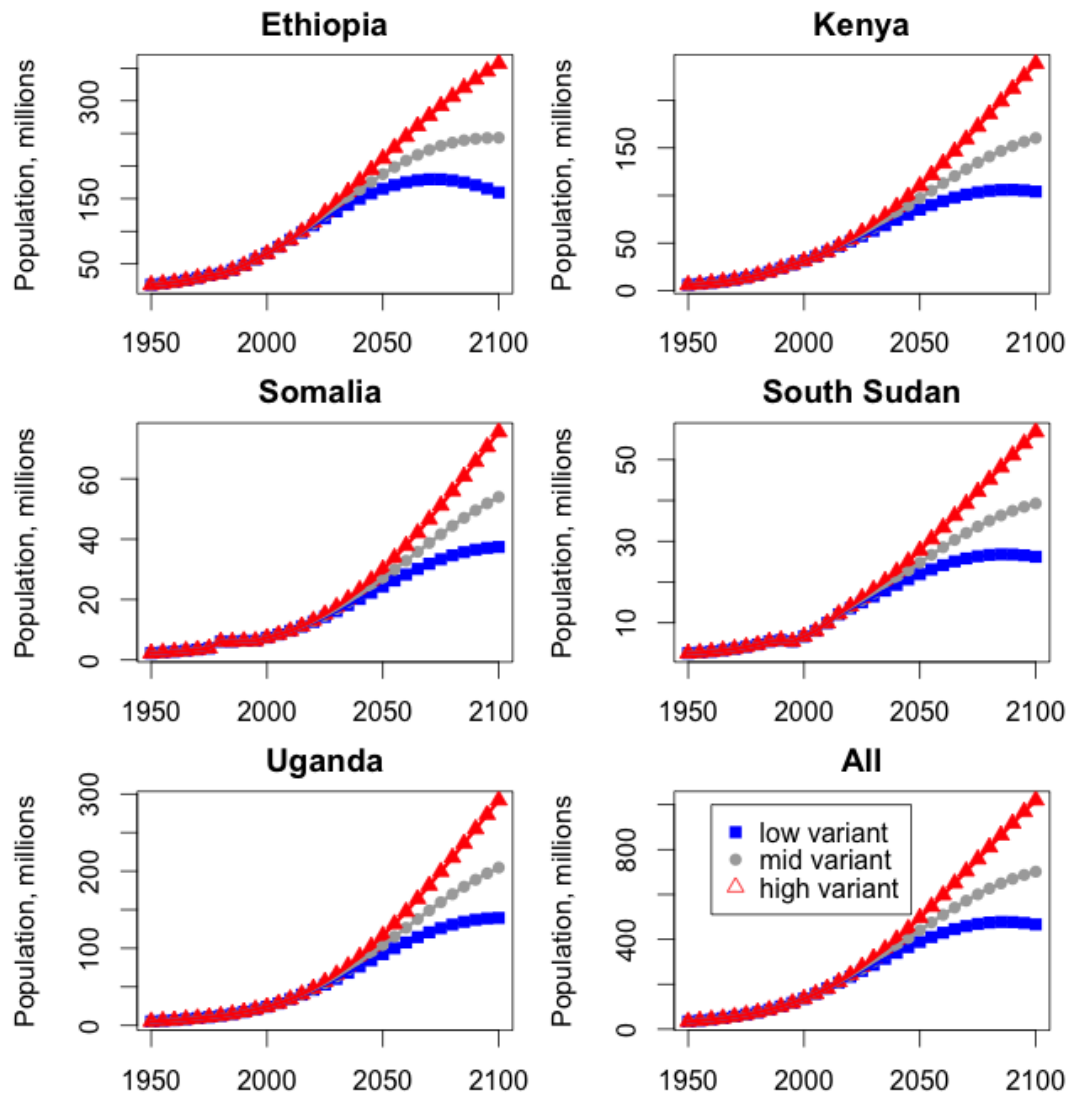 Ethiopia
Population, millions
50
150
300
1950
2000
2050
2100
Kenya
Population, millions
0
50
150
1950
2000
2050
2100
Somalia
Population, millions
0
20
40
60
1950
2000
2050
2100
South Sudan
Population, millions
10
30
50
1950
2000
2050
2100
Uganda
Population, millions
0
100
200
300
1950
2000
2050
2100
All
Population, millions
0
400
800
low variant
mid variant
high variant
1950
2000
2050
2100